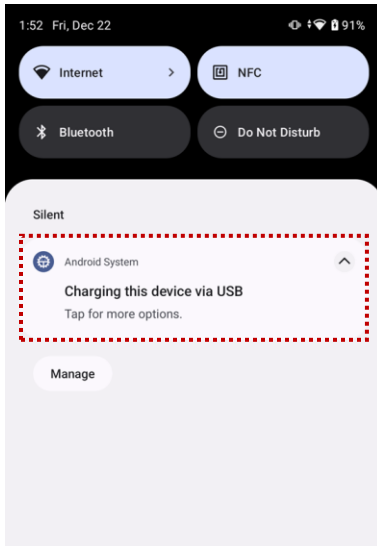 1:52 Fri, Dec 22 91%
Internet NFC
Bluetooth Do Not Disturb
Silent
Android System
Charging this device via USB
Tap for more options.
Manage